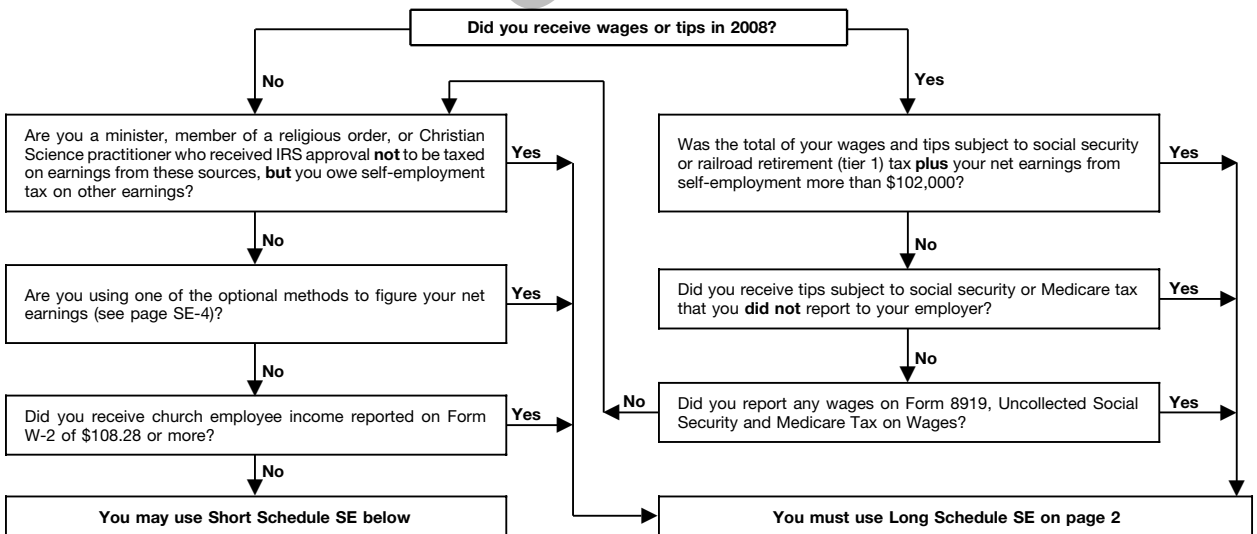 Did you receive wages or tips in 2008?
No
Yes
Are you a minister, member of a religious order, or Christian
Science practitioner who received IRS approval not to be taxed
on earnings from these sources, but you owe self-employment
tax on other earnings?
Yes
Was the total of your wages and tips subject to social security
or railroad retirement (tier 1) tax plus your net earnings from
self-employment more than $102,000?
Yes
No
No
Are you using one of the optional methods to figure your net
earnings (see page SE-4)?
Yes
Did you receive tips subject to social security or Medicare tax
that you did not report to your employer?
Yes
No
No
Did you receive church employee income reported on Form
W-2 of $108.28 or more?
Yes
No
Did you report any wages on Form 8919, Uncollected Social
Security and Medicare Tax on Wages?
Yes
No
You may use Short Schedule SE below
You must use Long Schedule SE on page 2